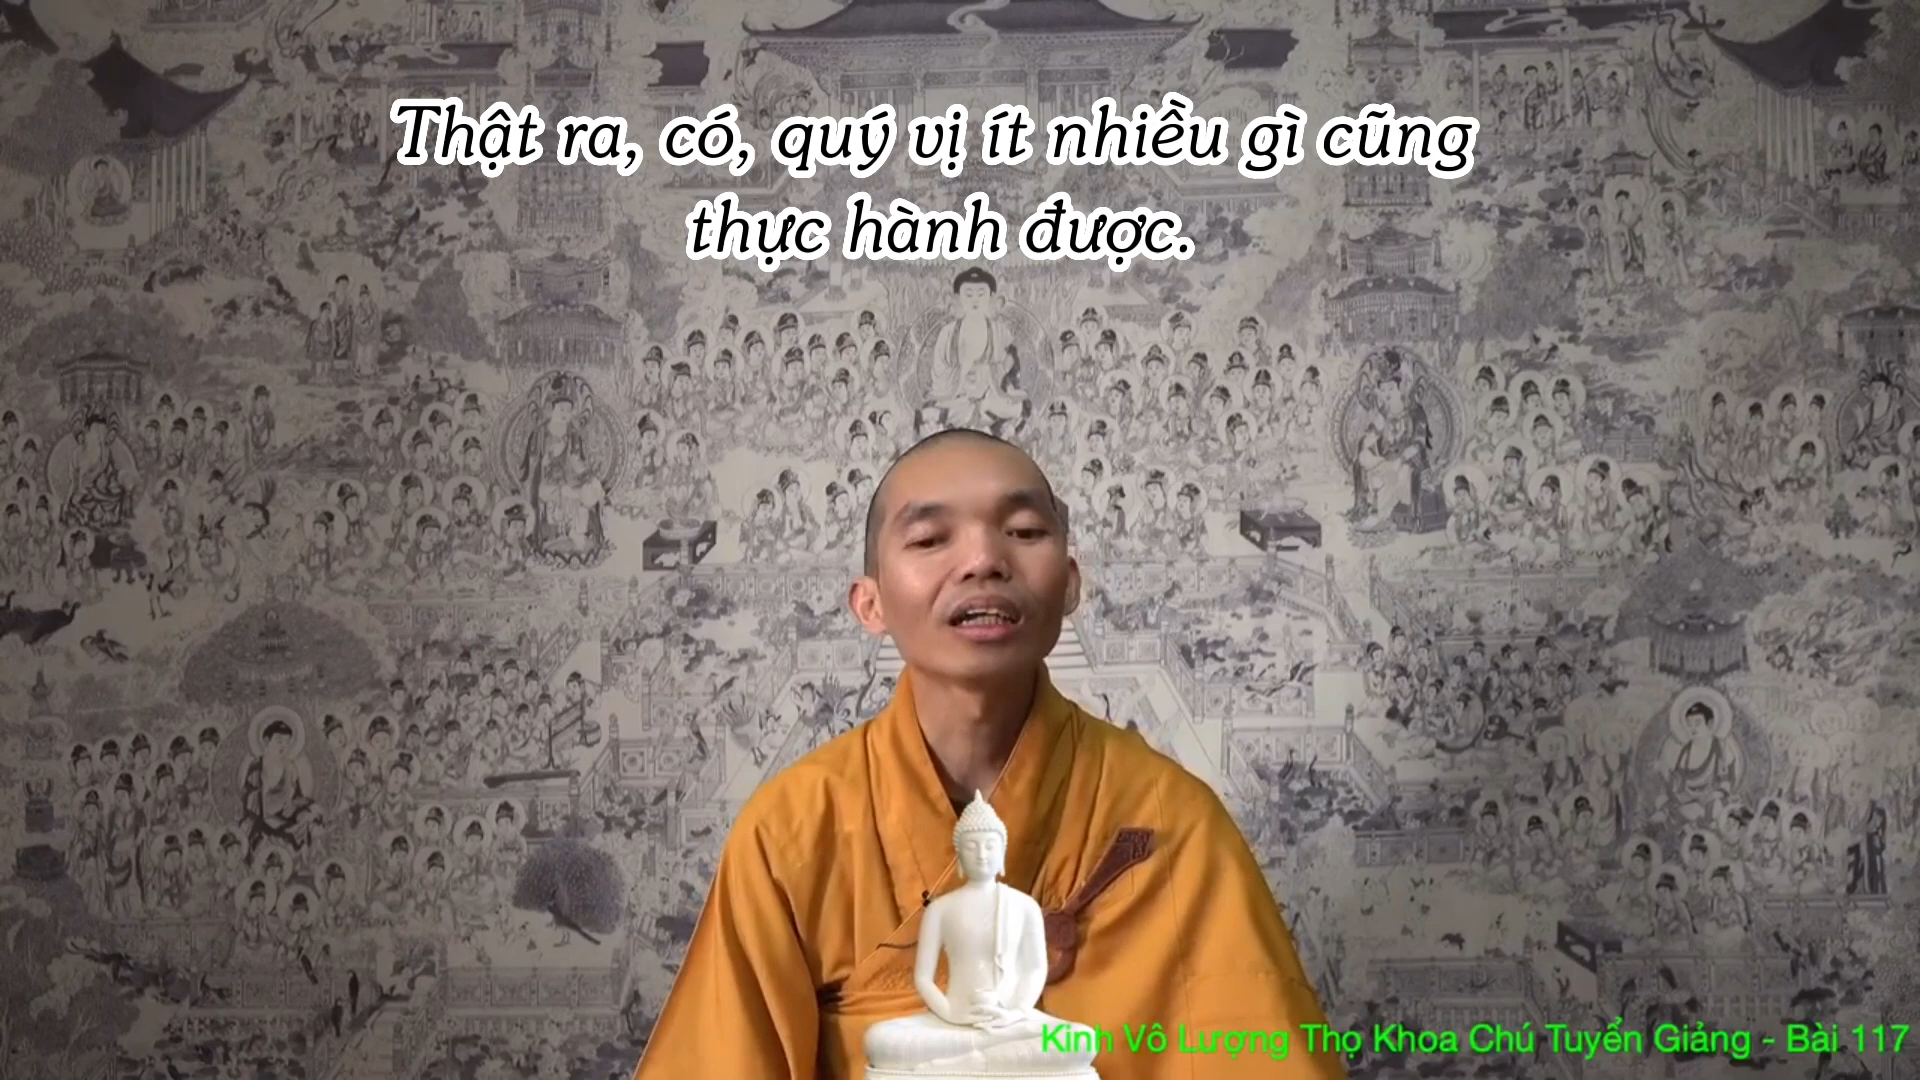 Thật ra, có, quý vị ít nhiều gì cũng
thực hành được.
Kinh Vô Lượng Thọ Khoa Chú Tuyển Giảng - Bài 117